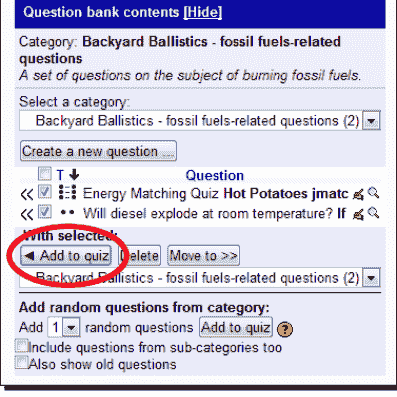 Question bank contents [Hide]
Category: Backyard Ballistics - fossil fuels-related
questions
A set of questions on the subject of burning fossil fuels.
Select a category:
Backyard Ballistics - fossil fuels-related questions (2)
Create a new question ...
T Question
Energy Matching Quiz Hot Potatoes jmatc
Will diesel explode at room temperature? If
With selected:
Add to quiz Delete Move to >>
Backyard Ballistics - fossil fuels-related questions (2)
Add random questions from category:
Add 1 random questions Add to quiz ?
Include questions from sub-categories too
Also show old questions